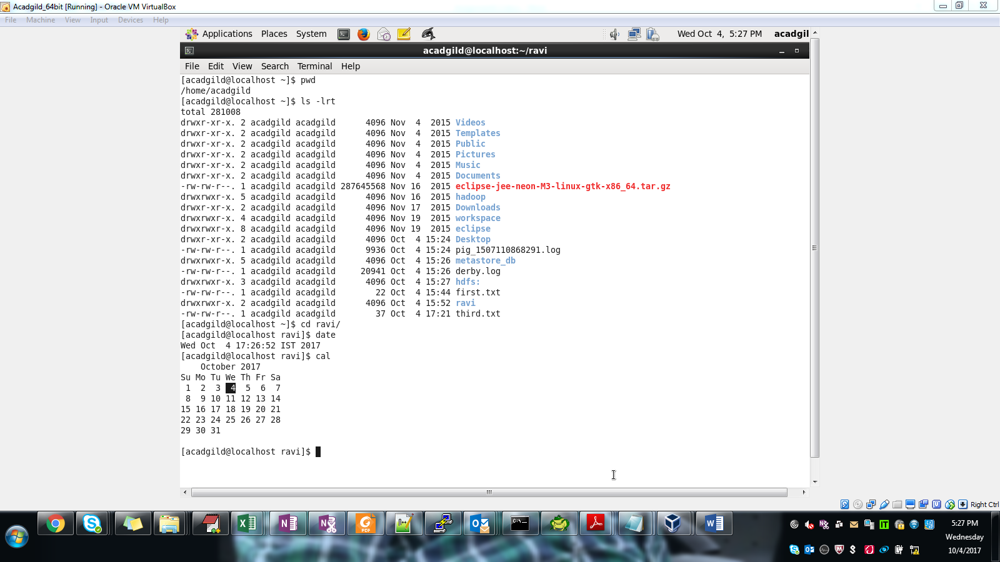 Acadgild_64bit [Running] - Oracle VM VirtualBox
File Machine View Input Devices Help
Applications Places System Wed Oct 4, 5:27 PM acadgil
acadgild@localhost:~/ravi
File Edit View Search Terminal Help
[acadgild@localhost ~]$ pwd
/home/acadgild
[acadgild@localhost ~]$ ls -lrt
total 281008
drwxr-xr-x. 2 acadgild acadgild      4096 Nov  4  2015 Videos
drwxr-xr-x. 2 acadgild acadgild      4096 Nov  4  2015 Templates
drwxr-xr-x. 2 acadgild acadgild      4096 Nov  4  2015 Public
drwxr-xr-x. 2 acadgild acadgild      4096 Nov  4  2015 Pictures
drwxr-xr-x. 2 acadgild acadgild      4096 Nov  4  2015 Music
drwxr-xr-x. 2 acadgild acadgild      4096 Nov  4  2015 Documents
-rw-rw-r--. 1 acadgild acadgild 287645568 Nov 16  2015 eclipse-jee-neon-M3-linux-gtk-x86_64.tar.gz
drwxrwxr-x. 5 acadgild acadgild      4096 Nov 16  2015 hadoop
drwxr-xr-x. 2 acadgild acadgild      4096 Nov 17  2015 Downloads
drwxrwxr-x. 4 acadgild acadgild      4096 Nov 19  2015 workspace
drwxrwxr-x. 8 acadgild acadgild      4096 Nov 19  2015 eclipse
drwxr-xr-x. 2 acadgild acadgild      4096 Oct  4 15:24 Desktop
-rw-rw-r--. 1 acadgild acadgild      9936 Oct  4 15:24 pig_1507110868291.log
drwxrwxr-x. 5 acadgild acadgild      4096 Oct  4 15:26 metastore_db
-rw-rw-r--. 1 acadgild acadgild     20941 Oct  4 15:26 derby.log
drwxrwxr-x. 3 acadgild acadgild      4096 Oct  4 15:27 hdfs:
-rw-rw-r--. 1 acadgild acadgild        22 Oct  4 15:44 first.txt
drwxrwxr-x. 2 acadgild acadgild      4096 Oct  4 15:52 ravi
-rw-rw-r--. 1 acadgild acadgild        37 Oct  4 17:21 third.txt
[acadgild@localhost ~]$ cd ravi/
[acadgild@localhost ravi]$ date
Wed Oct  4 17:26:52 IST 2017
[acadgild@localhost ravi]$ cal
    October 2017
Su Mo Tu We Th Fr Sa
 1  2  3  4  5  6  7
 8  9 10 11 12 13 14
15 16 17 18 19 20 21
22 23 24 25 26 27 28
29 30 31
[acadgild@localhost ravi]$
Right Ctrl
5:27 PM
Wednesday
10/4/2017